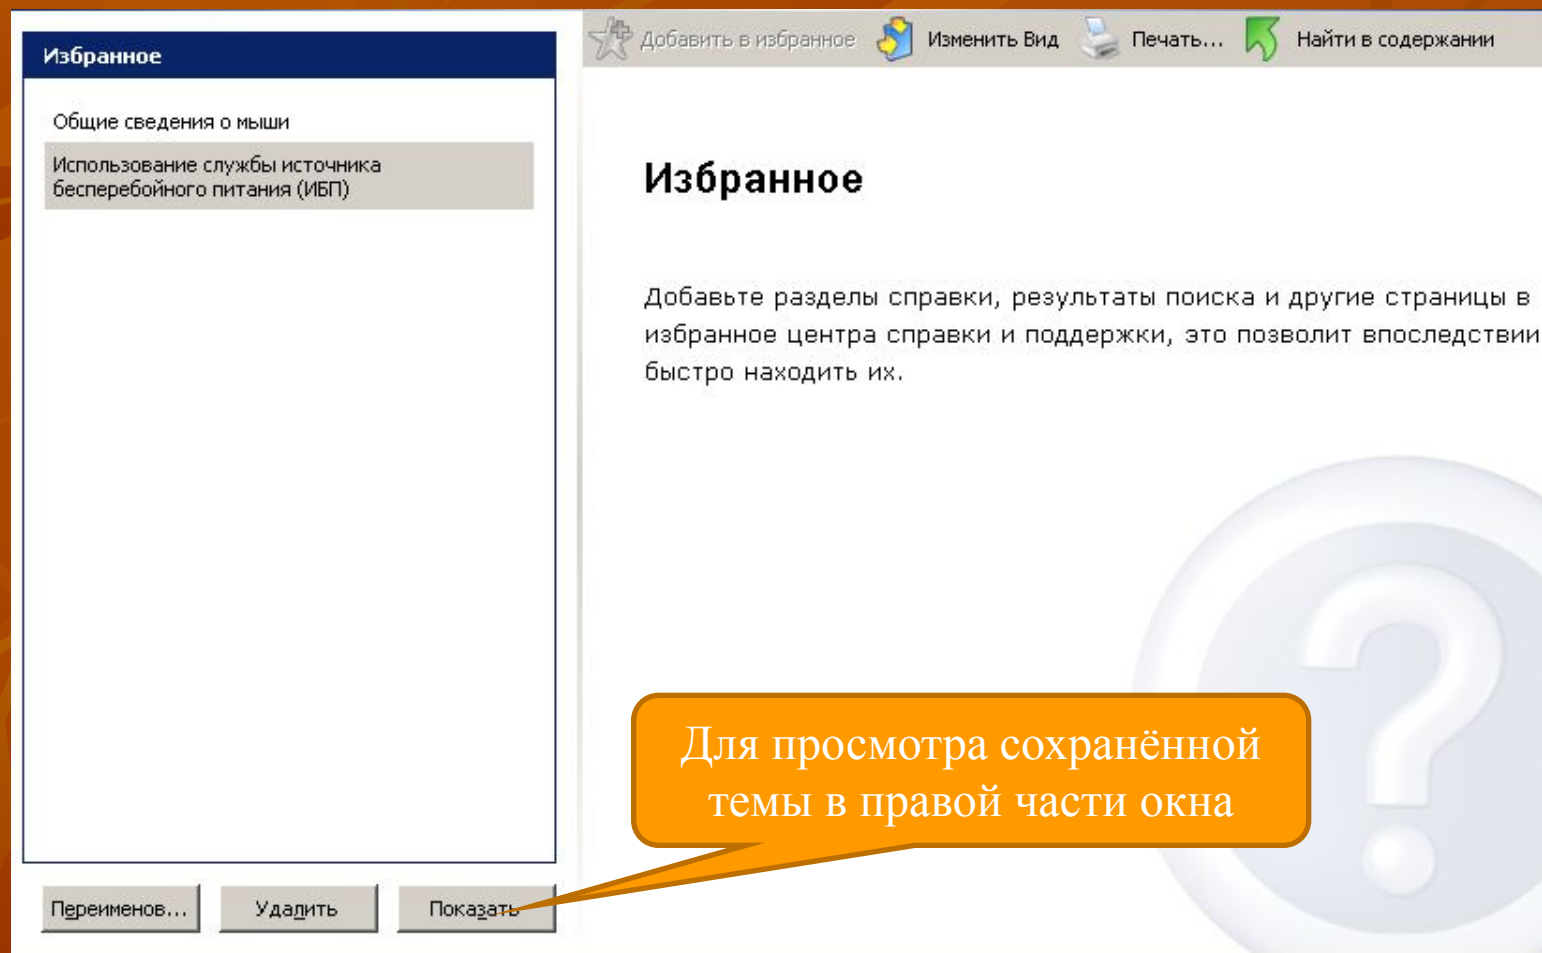 Избранное
Общие сведения о мыши
Использование службы источника
бесперебойного питания (ИБП)
Переименов...
Удалить
Показать
Добавить в избранное
Изменить Вид
Печать...
Найти в содержании
Избранное
Добавьте разделы справки, результаты поиска и другие страницы в
избранное центра справки и поддержки, это позволит впоследствии
быстро находить их.
Для просмотра сохранённой
темы в правой части окна